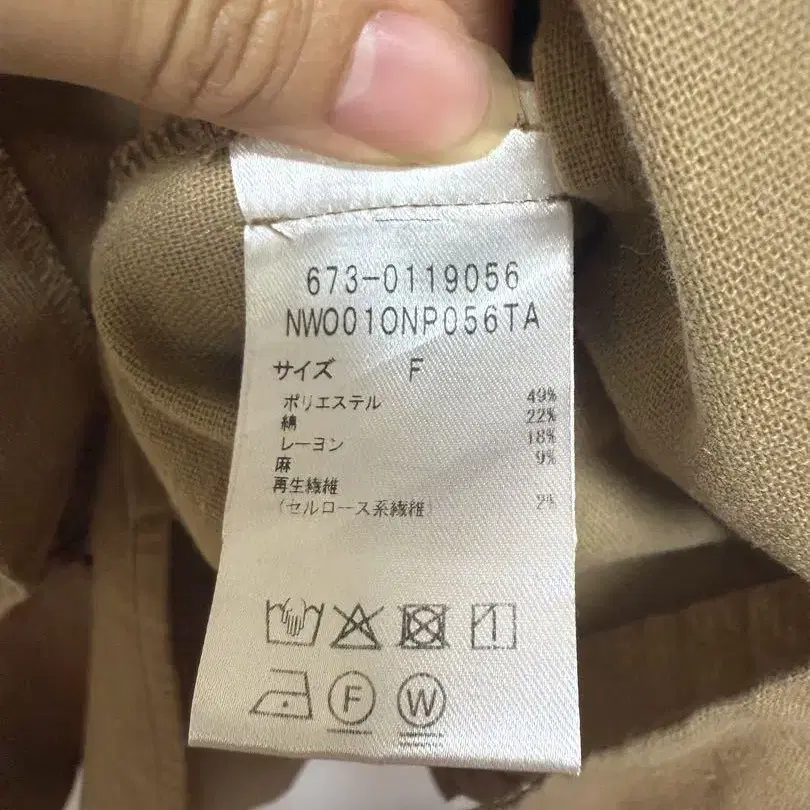 673-0119056
NW001ONP056TA
サイズ F
ポリエステル 49%
綿 22%
レーヨン 18%
麻 9%
再生繊維
(セルロース系繊維) 2%
F W